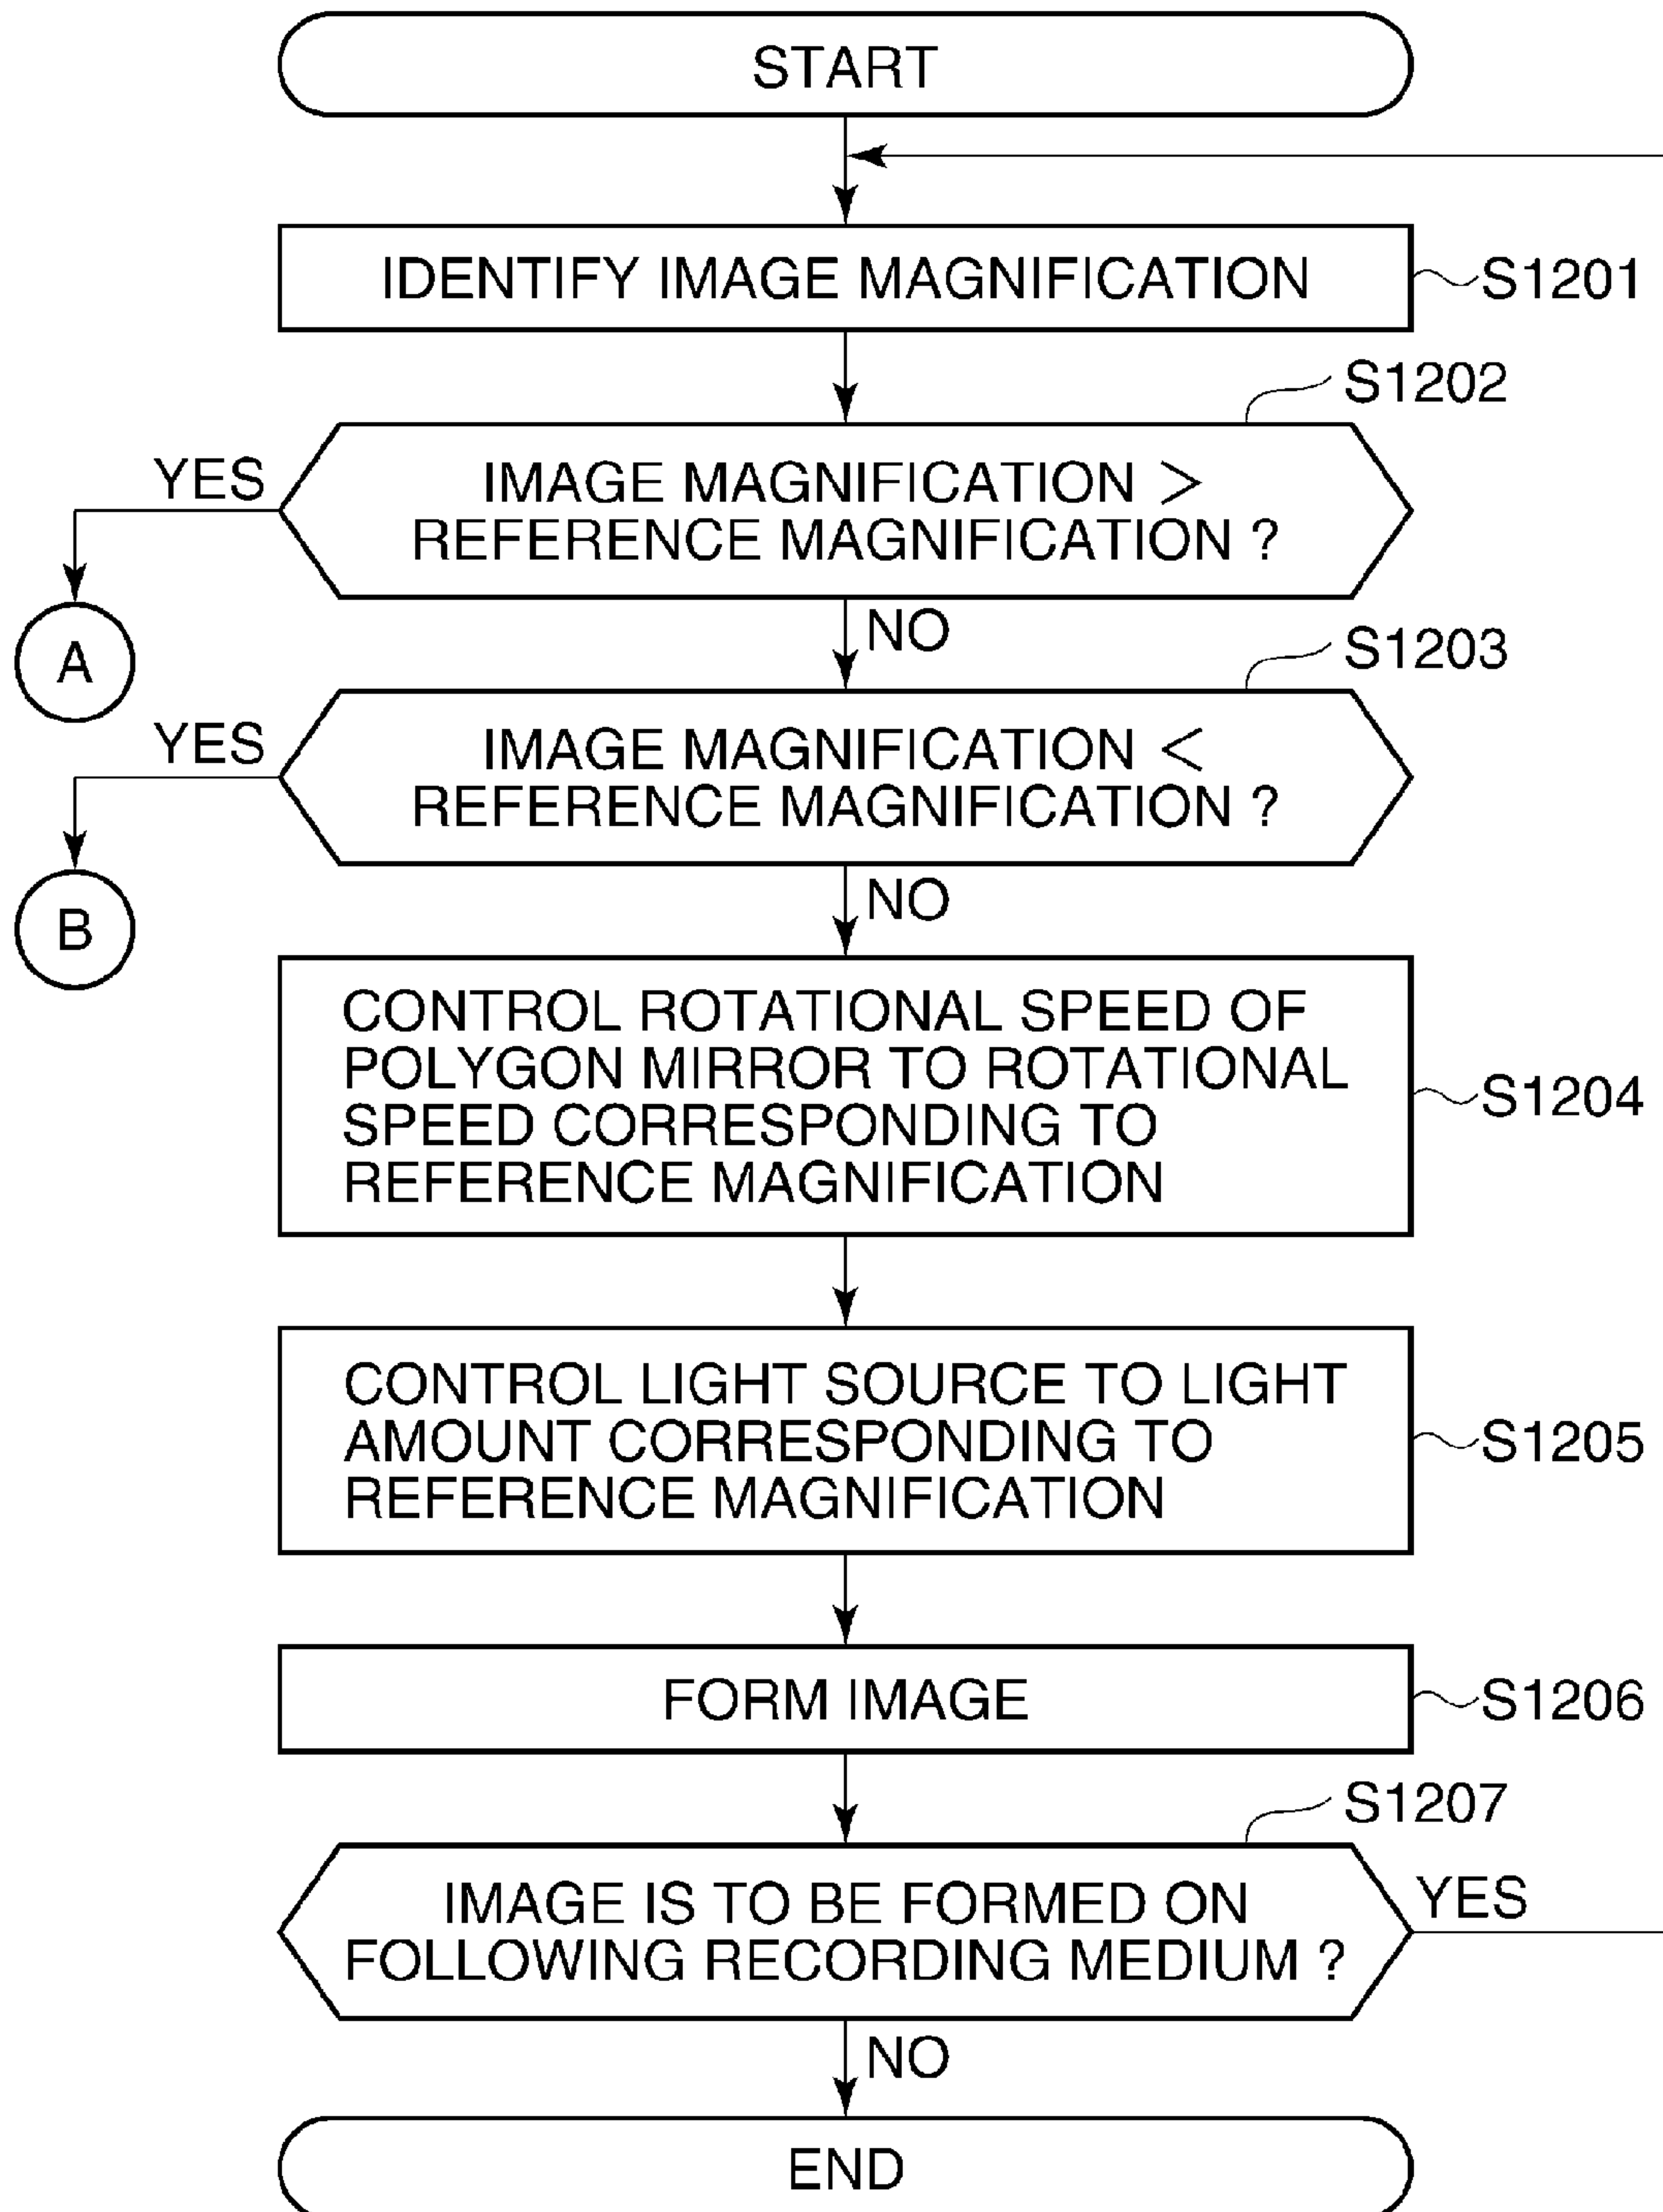 START
IDENTIFY IMAGE MAGNIFICATION
S1201
S1202
YES
IMAGE MAGNIFICATION >
REFERENCE MAGNIFICATION ?
A
NO
S1203
YES
IMAGE MAGNIFICATION <
REFERENCE MAGNIFICATION ?
B
NO
CONTROL ROTATIONAL SPEED OF
POLYGON MIRROR TO ROTATIONAL
SPEED CORRESPONDING TO
REFERENCE MAGNIFICATION
S1204
CONTROL LIGHT SOURCE TO LIGHT
AMOUNT CORRESPONDING TO
REFERENCE MAGNIFICATION
S1205
FORM IMAGE
S1206
S1207
IMAGE IS TO BE FORMED ON
FOLLOWING RECORDING MEDIUM ?
YES
NO
END